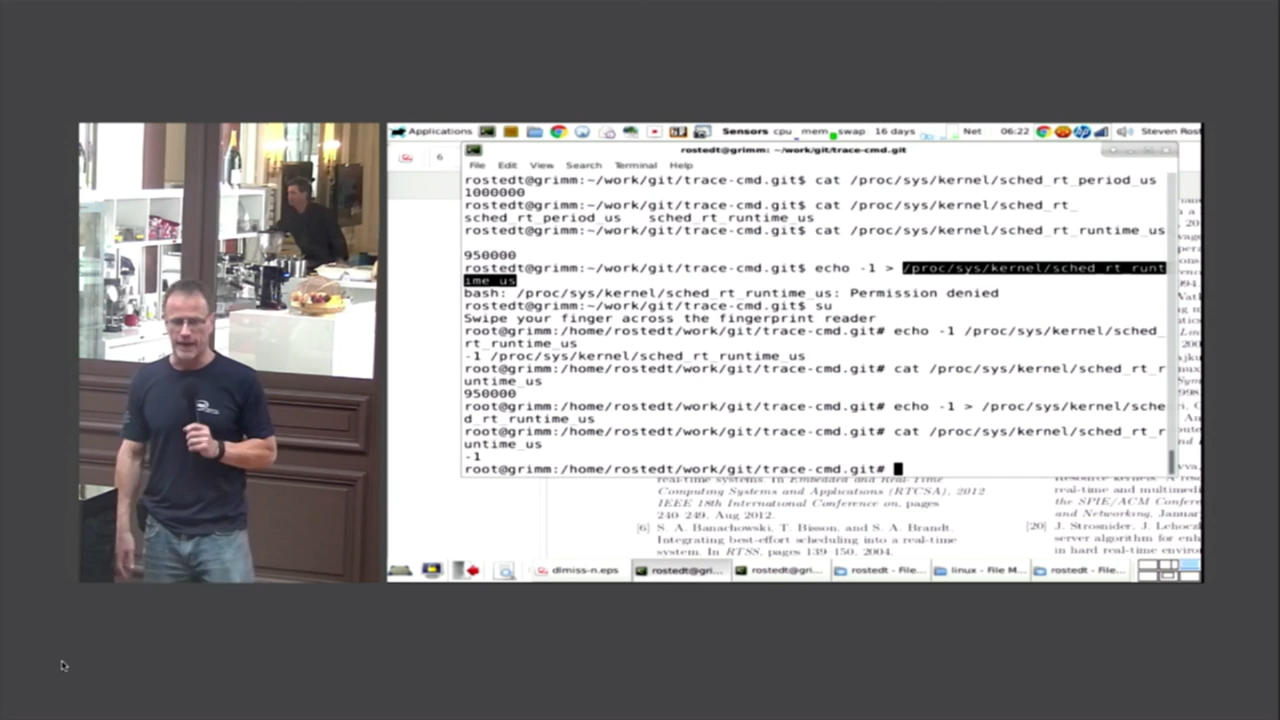 Applications
Sensors cpu mem swap 16 days Net 06:22 Steven Rost
6
rostedt@grimm: ~/work/git/trace-cmd.git
File Edit View Search Terminal Help
rostedt@grimm:~/work/git/trace-cmd.git$ cat /proc/sys/kernel/sched_rt_period_us
1000000
rostedt@grimm:~/work/git/trace-cmd.git$ cat /proc/sys/kernel/sched_rt_
sched_rt_period_us sched_rt_runtime_us
rostedt@grimm:~/work/git/trace-cmd.git$ cat /proc/sys/kernel/sched_rt_runtime_us
950000
rostedt@grimm:~/work/git/trace-cmd.git$ echo -1 > /proc/sys/kernel/sched_rt_runt
ime_us
bash: /proc/sys/kernel/sched_rt_runtime_us: Permission denied
rostedt@grimm:~/work/git/trace-cmd.git$ su
Swipe your finger across the fingerprint reader
root@grimm:/home/rostedt/work/git/trace-cmd.git# echo -1 /proc/sys/kernel/sched_
rt_runtime_us
-1 /proc/sys/kernel/sched_rt_runtime_us
root@grimm:/home/rostedt/work/git/trace-cmd.git# cat /proc/sys/kernel/sched_rt_r
untime_us
950000
root@grimm:/home/rostedt/work/git/trace-cmd.git# echo -1 > /proc/sys/kernel/sche
d_rt_runtime_us
root@grimm:/home/rostedt/work/git/trace-cmd.git# cat /proc/sys/kernel/sched_rt_r
untime_us
-1
root@grimm:/home/rostedt/work/git/trace-cmd.git#
real-time systems. In Embedded and Real-Time
Computing Systems and Applications (RTCSA), 2012
IEEE 18th International Conference on, pages
240–249, Aug 2012.
[6] S. A. Banachowski, T. Bisson, and S. A. Brandt.
Integrating best-effort scheduling into a real-time
system. In RTSS, pages 139–150, 2004.
real-time and multimedi
the SPIE/ACM Confer
and Networking, Januar
[20] J. Strosnider, J. Lehocz
server algorithm for enh
in hard real-time enviro
dlmiss-n.eps
rostedt@gri...
rostedt@gri...
rostedt - File...
linux - File M...
rostedt - File...